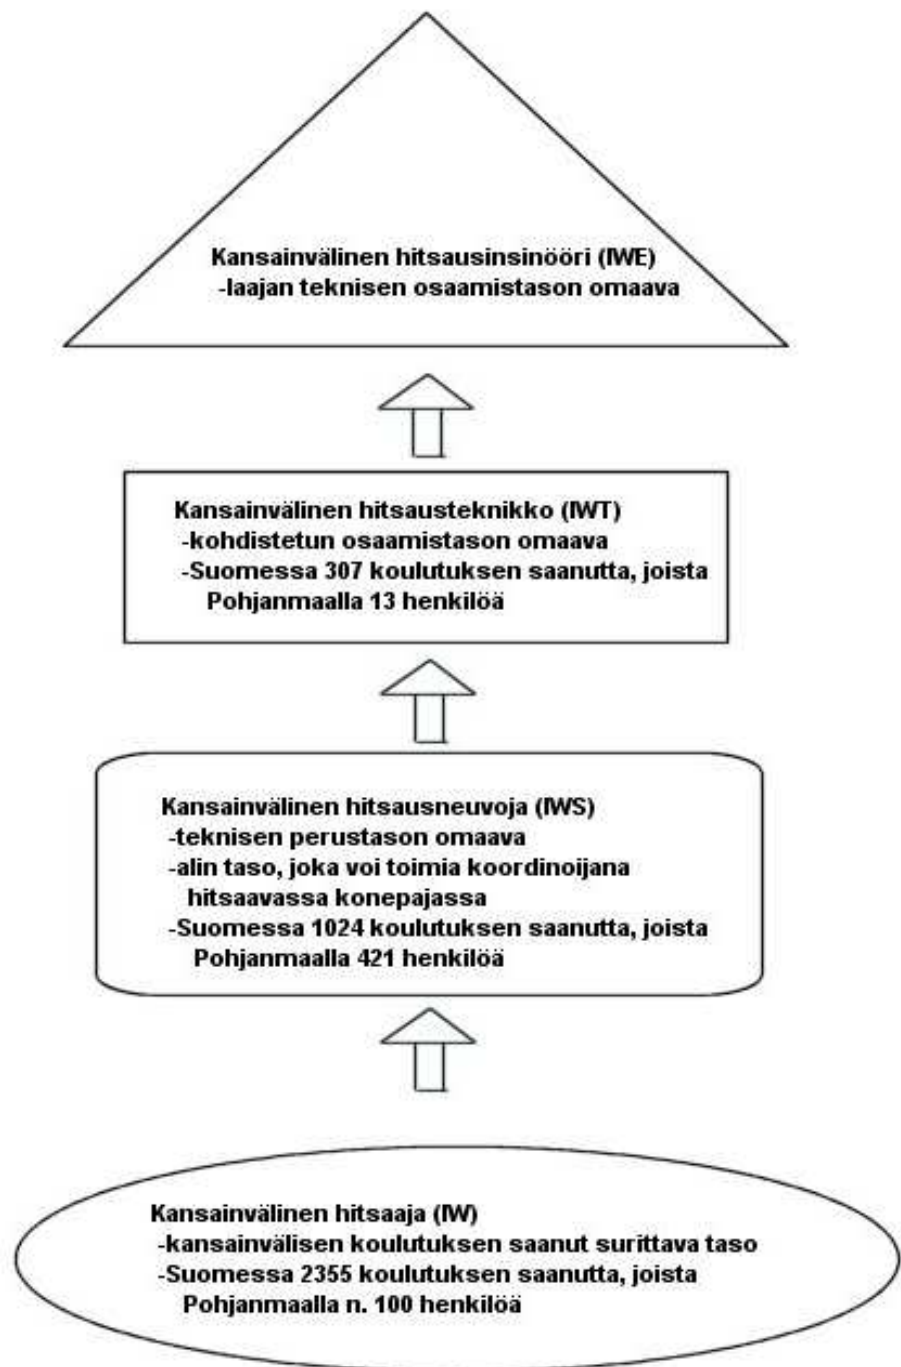 Kansainvälinen hitsausinsinööri (IWE)
-laajan teknisen osaamistason omaava
Kansainvälinen hitsausteknikko (IWT)
-kohdistetun osaamistason omaava
-Suomessa 307 koulutuksen saanutta, joista
Pohjanmaalla 13 henkilöä
Kansainvälinen hitsausneuvoja (IWS)
-teknisen perustason omaava
-alin taso, joka voi toimia koordinoijana
hitsaavassa konepajassa
-Suomessa 1024 koulutuksen saanutta, joista
Pohjanmaalla 421 henkilöä
Kansainvälinen hitsaaja (IW)
-kansainvälisen koulutuksen saanut surittava taso
-Suomessa 2355 koulutuksen saanutta, joista
Pohjanmaalla n. 100 henkilöä